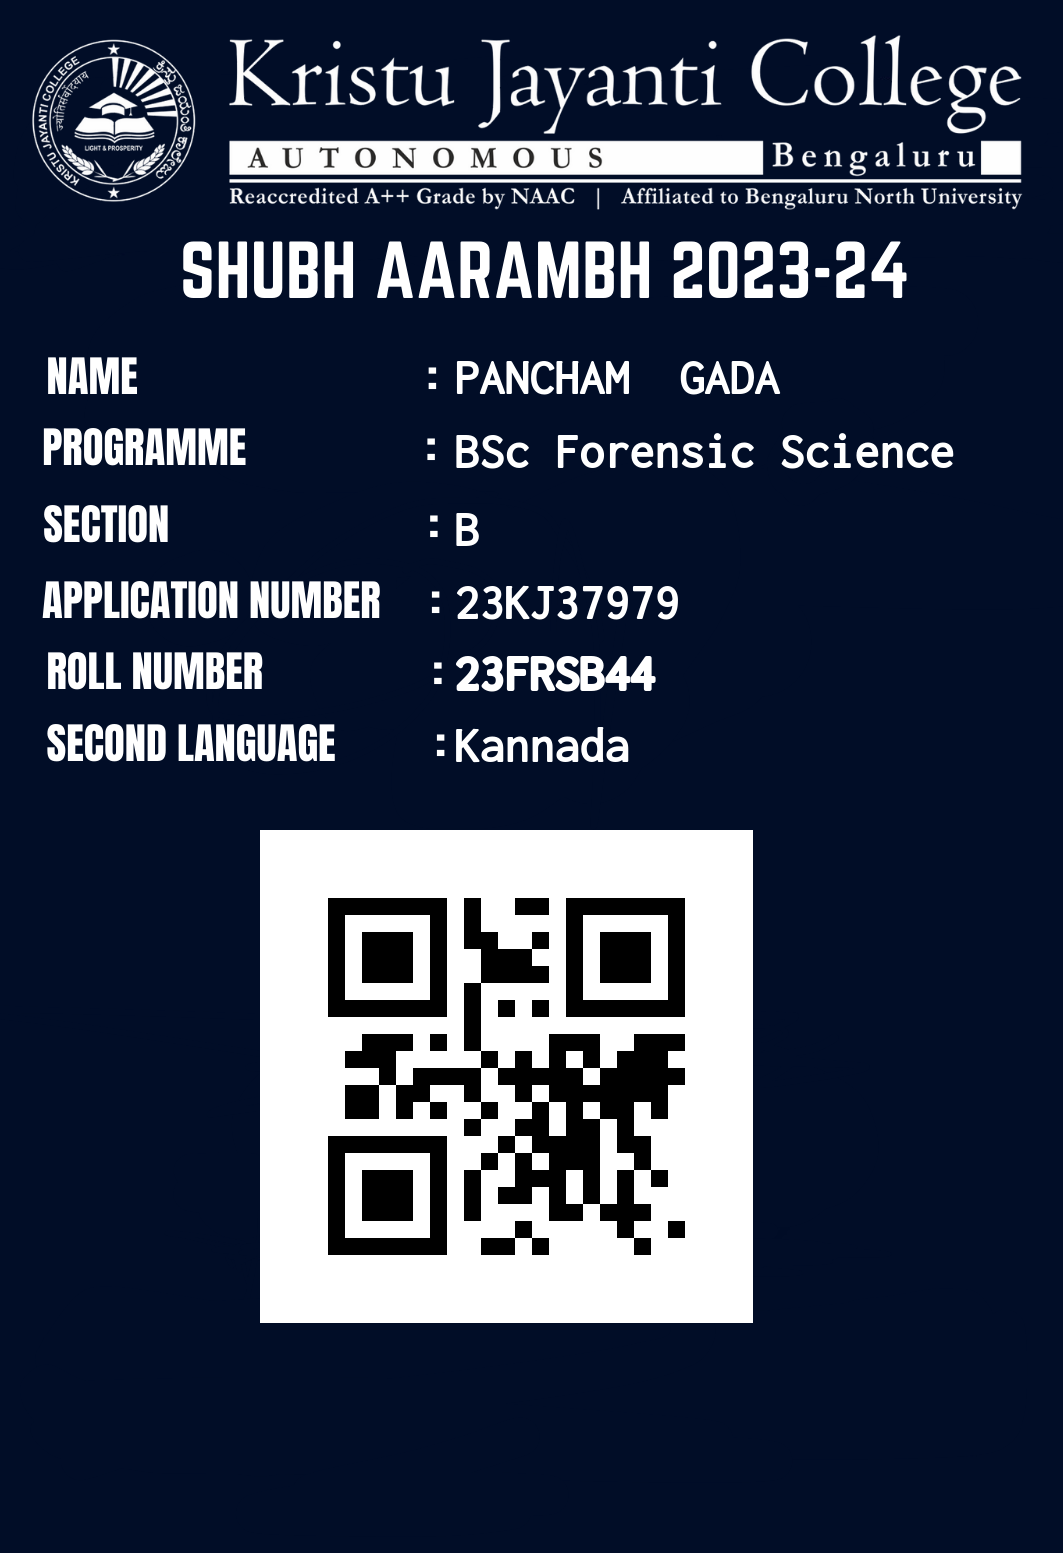 KRISTU JAYANTI COLLEGE
ಕ್ರಿಸ್ತು ಜಯಂತಿ ಕಾಲೇಜು
LIGHT & PROSPERITY
Kristu Jayanti College
AUTONOMOUS Bengaluru
Reaccredited A++ Grade by NAAC | Affiliated to Bengaluru North University
SHUBH AARAMBH 2023-24
NAME : PANCHAM GADA
PROGRAMME : BSc Forensic Science
SECTION : B
APPLICATION NUMBER : 23KJ37979
ROLL NUMBER : 23FRSB44
SECOND LANGUAGE : Kannada